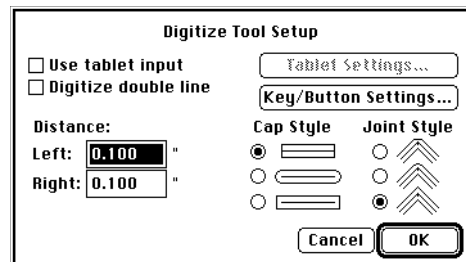 Digitize Tool Setup
Use tablet input
Tablet Settings...
Digitize double line
Key/Button Settings...
Distance:
Cap Style
Joint Style
Left: 0.100 "
Right: 0.100 "
Cancel
OK